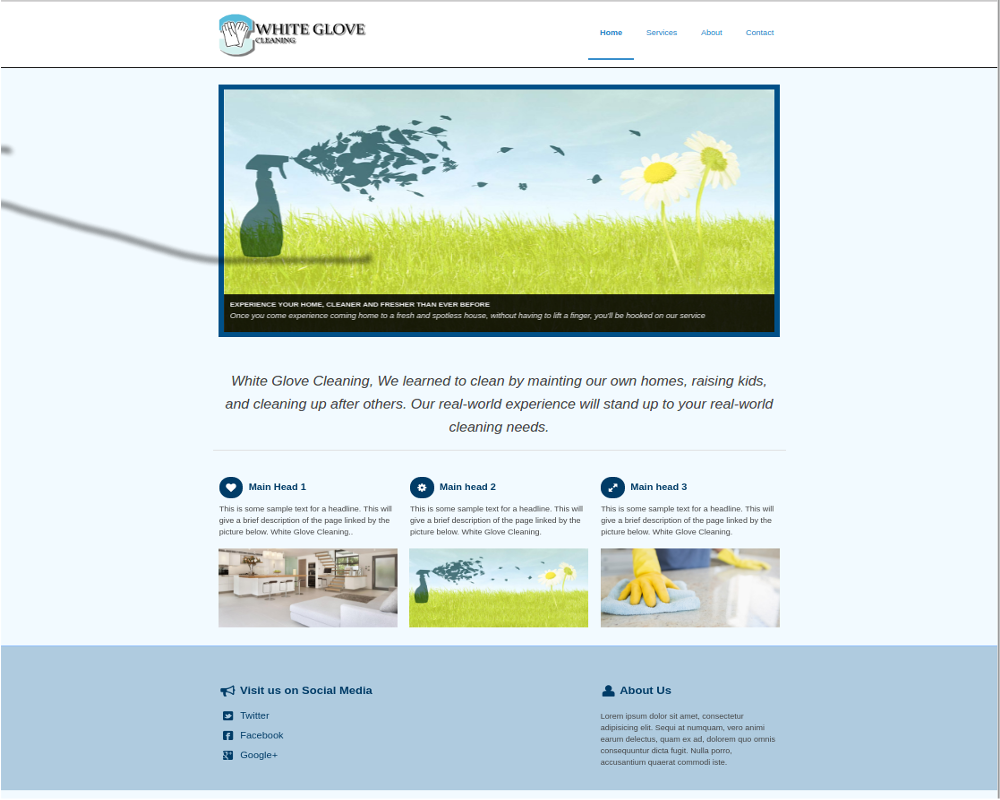 WHITE GLOVE
CLEANING
Home
Services
About
Contact
EXPERIENCE YOUR HOME, CLEANER AND FRESHER THAN EVER BEFORE
Once you come experience coming home to a fresh and spotless house, without having to lift a finger, you'll be hooked on our service
White Glove Cleaning, We learned to clean by mainting our own homes, raising kids,
and cleaning up after others. Our real-world experience will stand up to your real-world
cleaning needs.
Main Head 1
This is some sample text for a headline. This will
give a brief description of the page linked by the
picture below. White Glove Cleaning..
Main head 2
This is some sample text for a headline. This will
give a brief description of the page linked by the
picture below. White Glove Cleaning.
Main head 3
This is some sample text for a headline. This will
give a brief description of the page linked by the
picture below. White Glove Cleaning.
Visit us on Social Media
Twitter
Facebook
Google+
About Us
Lorem ipsum dolor sit amet, consectetur
adipisicing elit. Sequi at numquam, vero animi
earum delectus, quam ex ad, dolorem quo omnis
consequuntur dicta fugit. Nulla porro,
accusantium quaerat commodi iste.